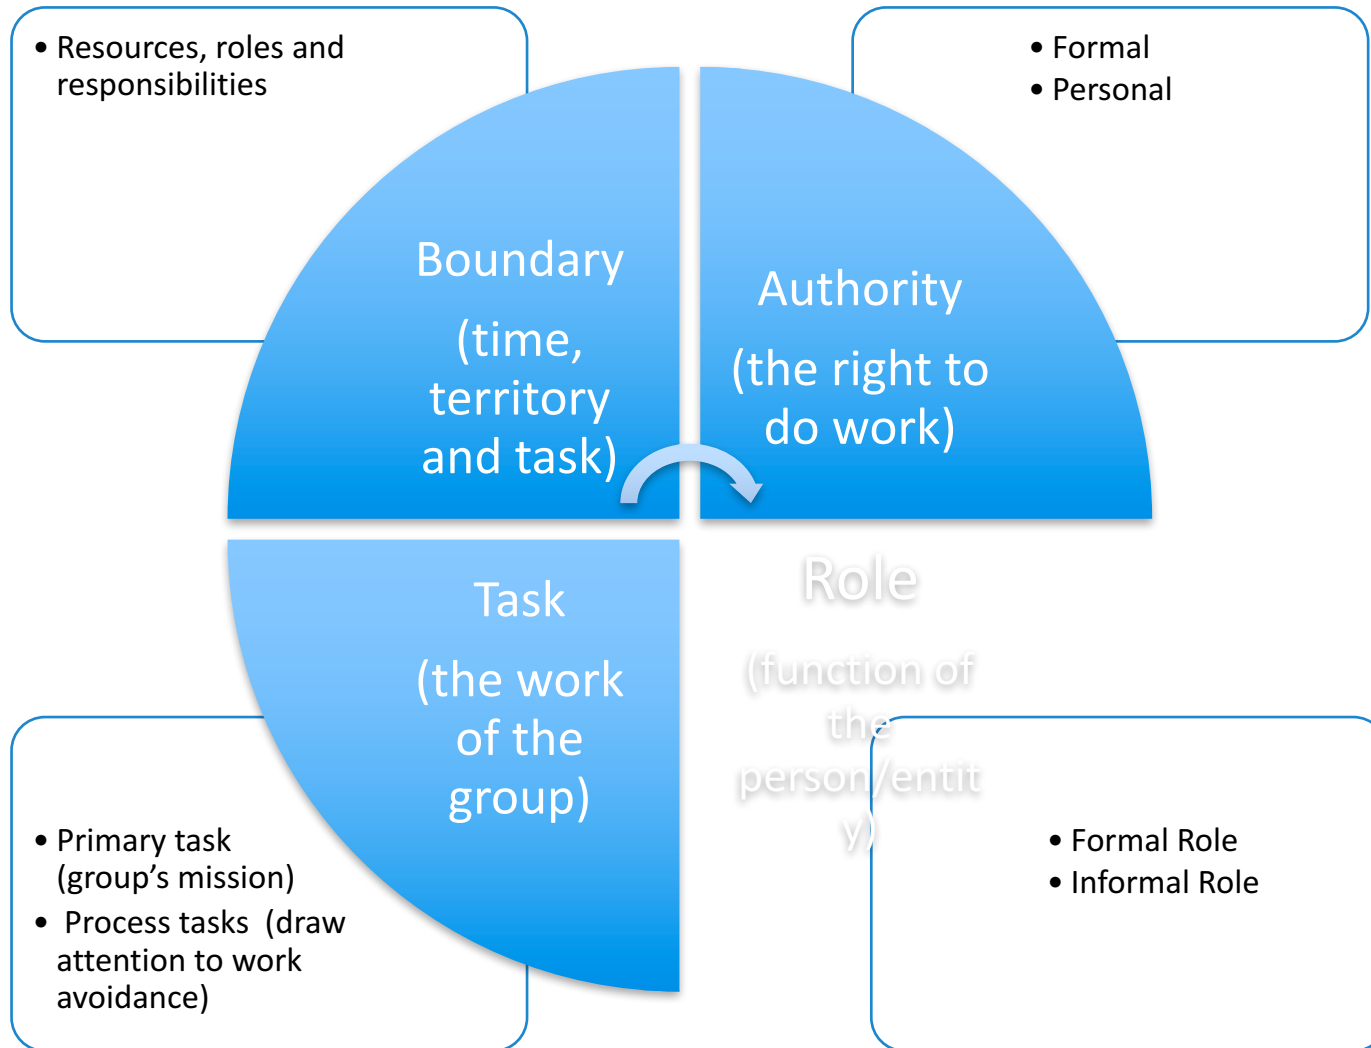 • Resources, roles and
responsibilities
• Formal
• Personal
Boundary
(time,
territory
and task)
Authority
(the right to
do work)
Task
(the work
of the
group)
Role
(function of
the
person/entit
y)
• Primary task
(group's mission)
• Process tasks (draw
attention to work
avoidance)
• Formal Role
• Informal Role